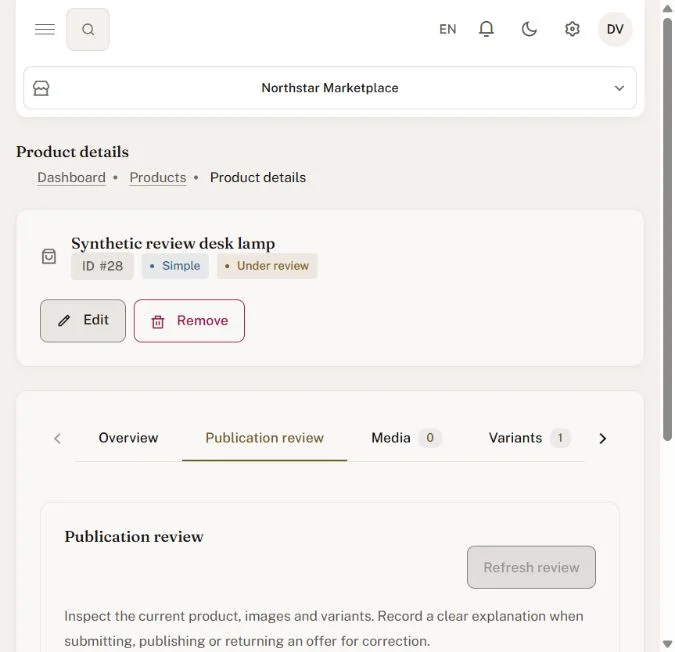 EN
DV
Northstar Marketplace
Product details
Dashboard • Products • Product details
Synthetic review desk lamp
ID #28 • Simple • Under review
Edit
Remove
Overview
Publication review
Media 0
Variants 1
Publication review
Refresh review
Inspect the current product, images and variants. Record a clear explanation when
submitting, publishing or returning an offer for correction.